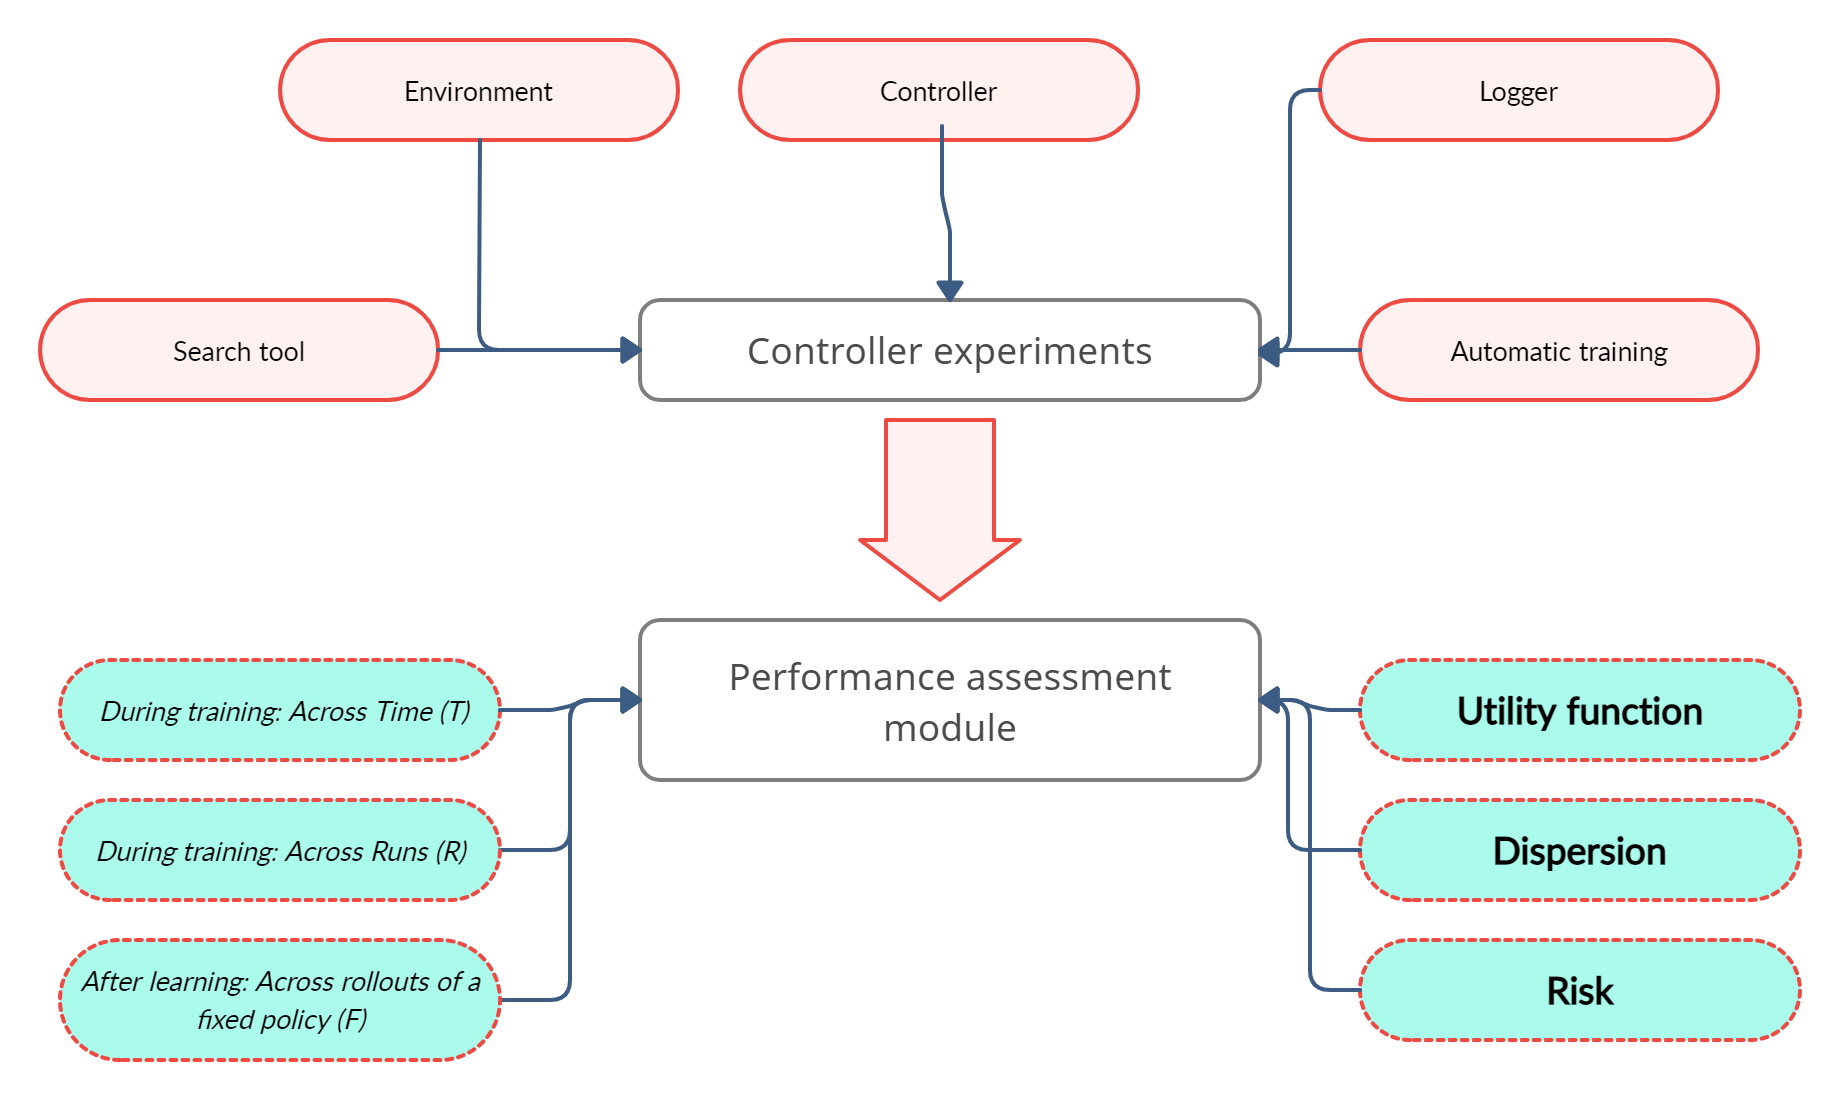 Environment
Controller
Logger
Search tool
Controller experiments
Automatic training
Performance assessment
module
During training: Across Time (T)
During training: Across Runs (R)
After learning: Across rollouts of a
fixed policy (F)
Utility function
Dispersion
Risk